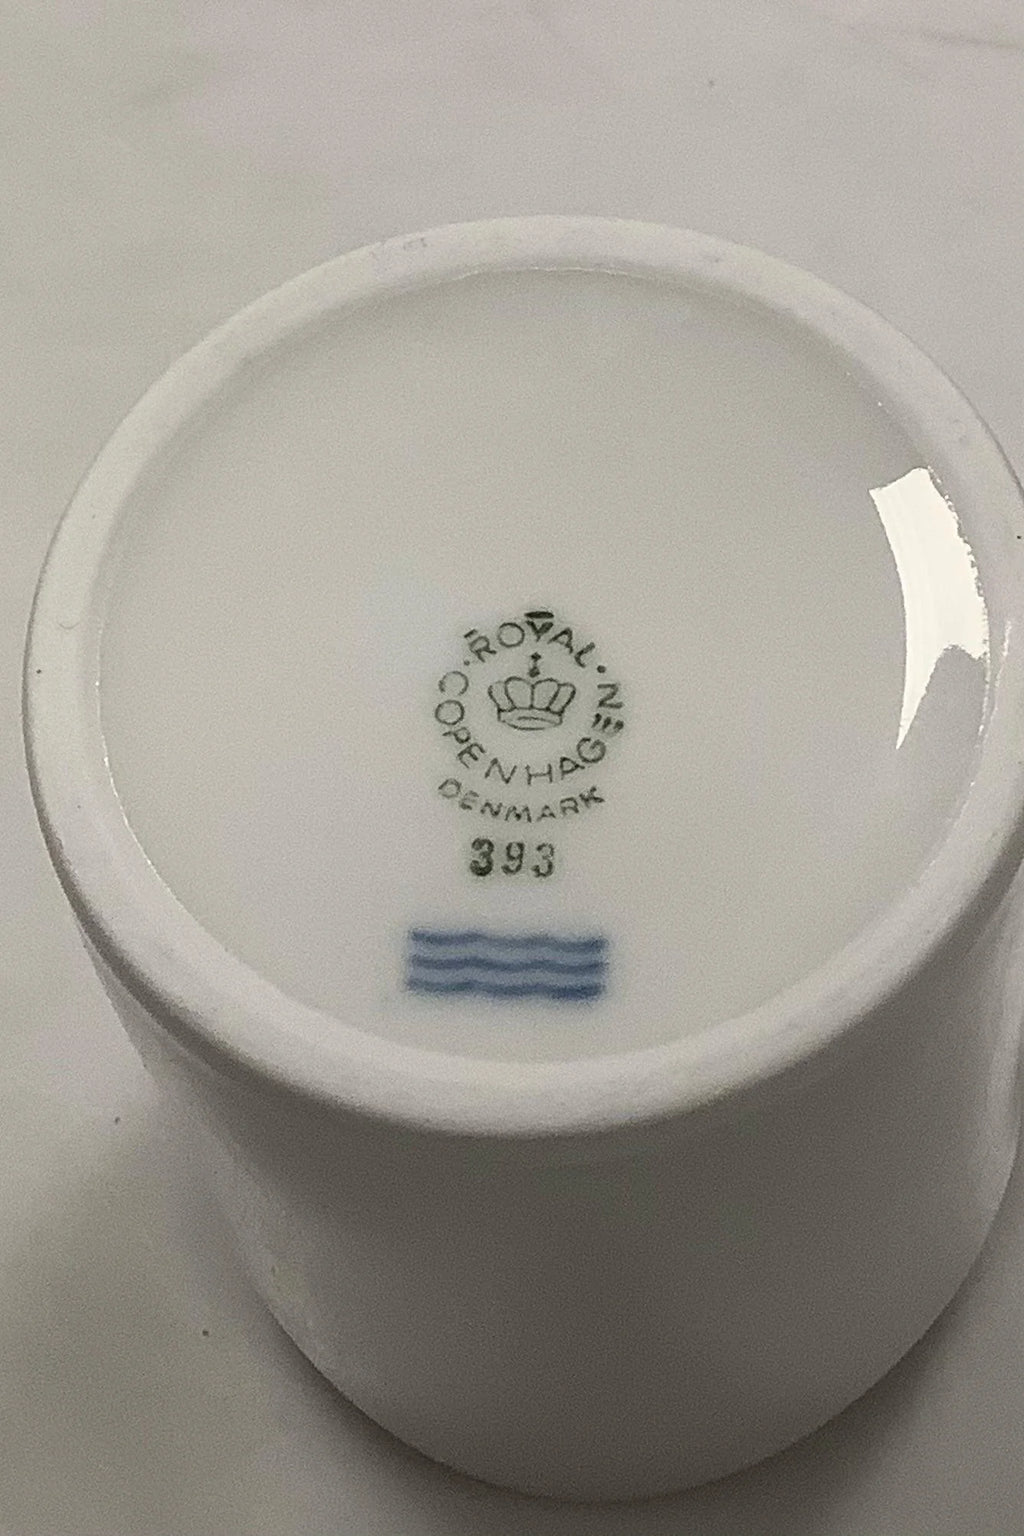 ROYAL
COPENHAGEN
DENMARK
393